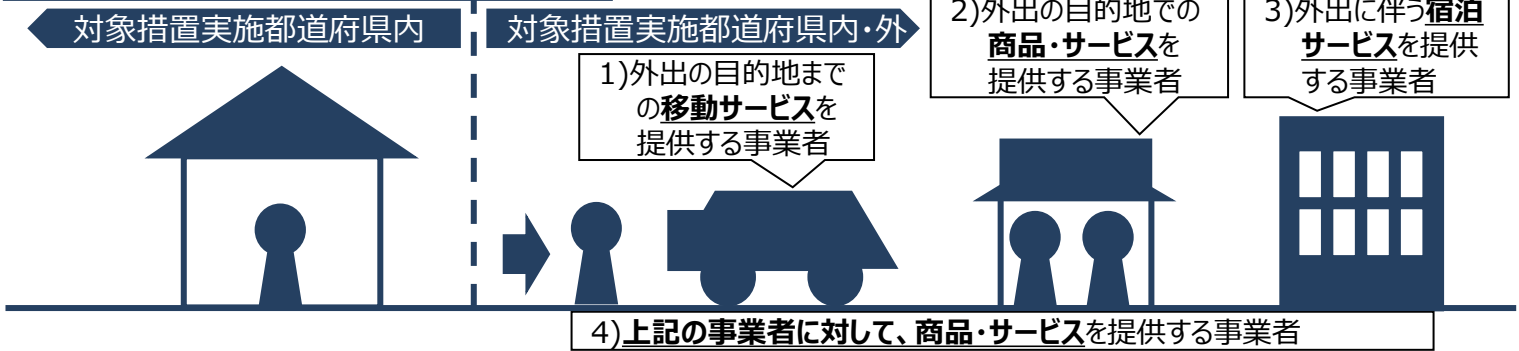 対象措置実施都道府県内
対象措置実施都道府県内・外
1)外出の目的地まで
の移動サービスを
提供する事業者
2)外出の目的地での
商品・サービスを
提供する事業者
3)外出に伴う宿泊
サービスを提供
する事業者
4)上記の事業者に対して、商品・サービスを提供する事業者